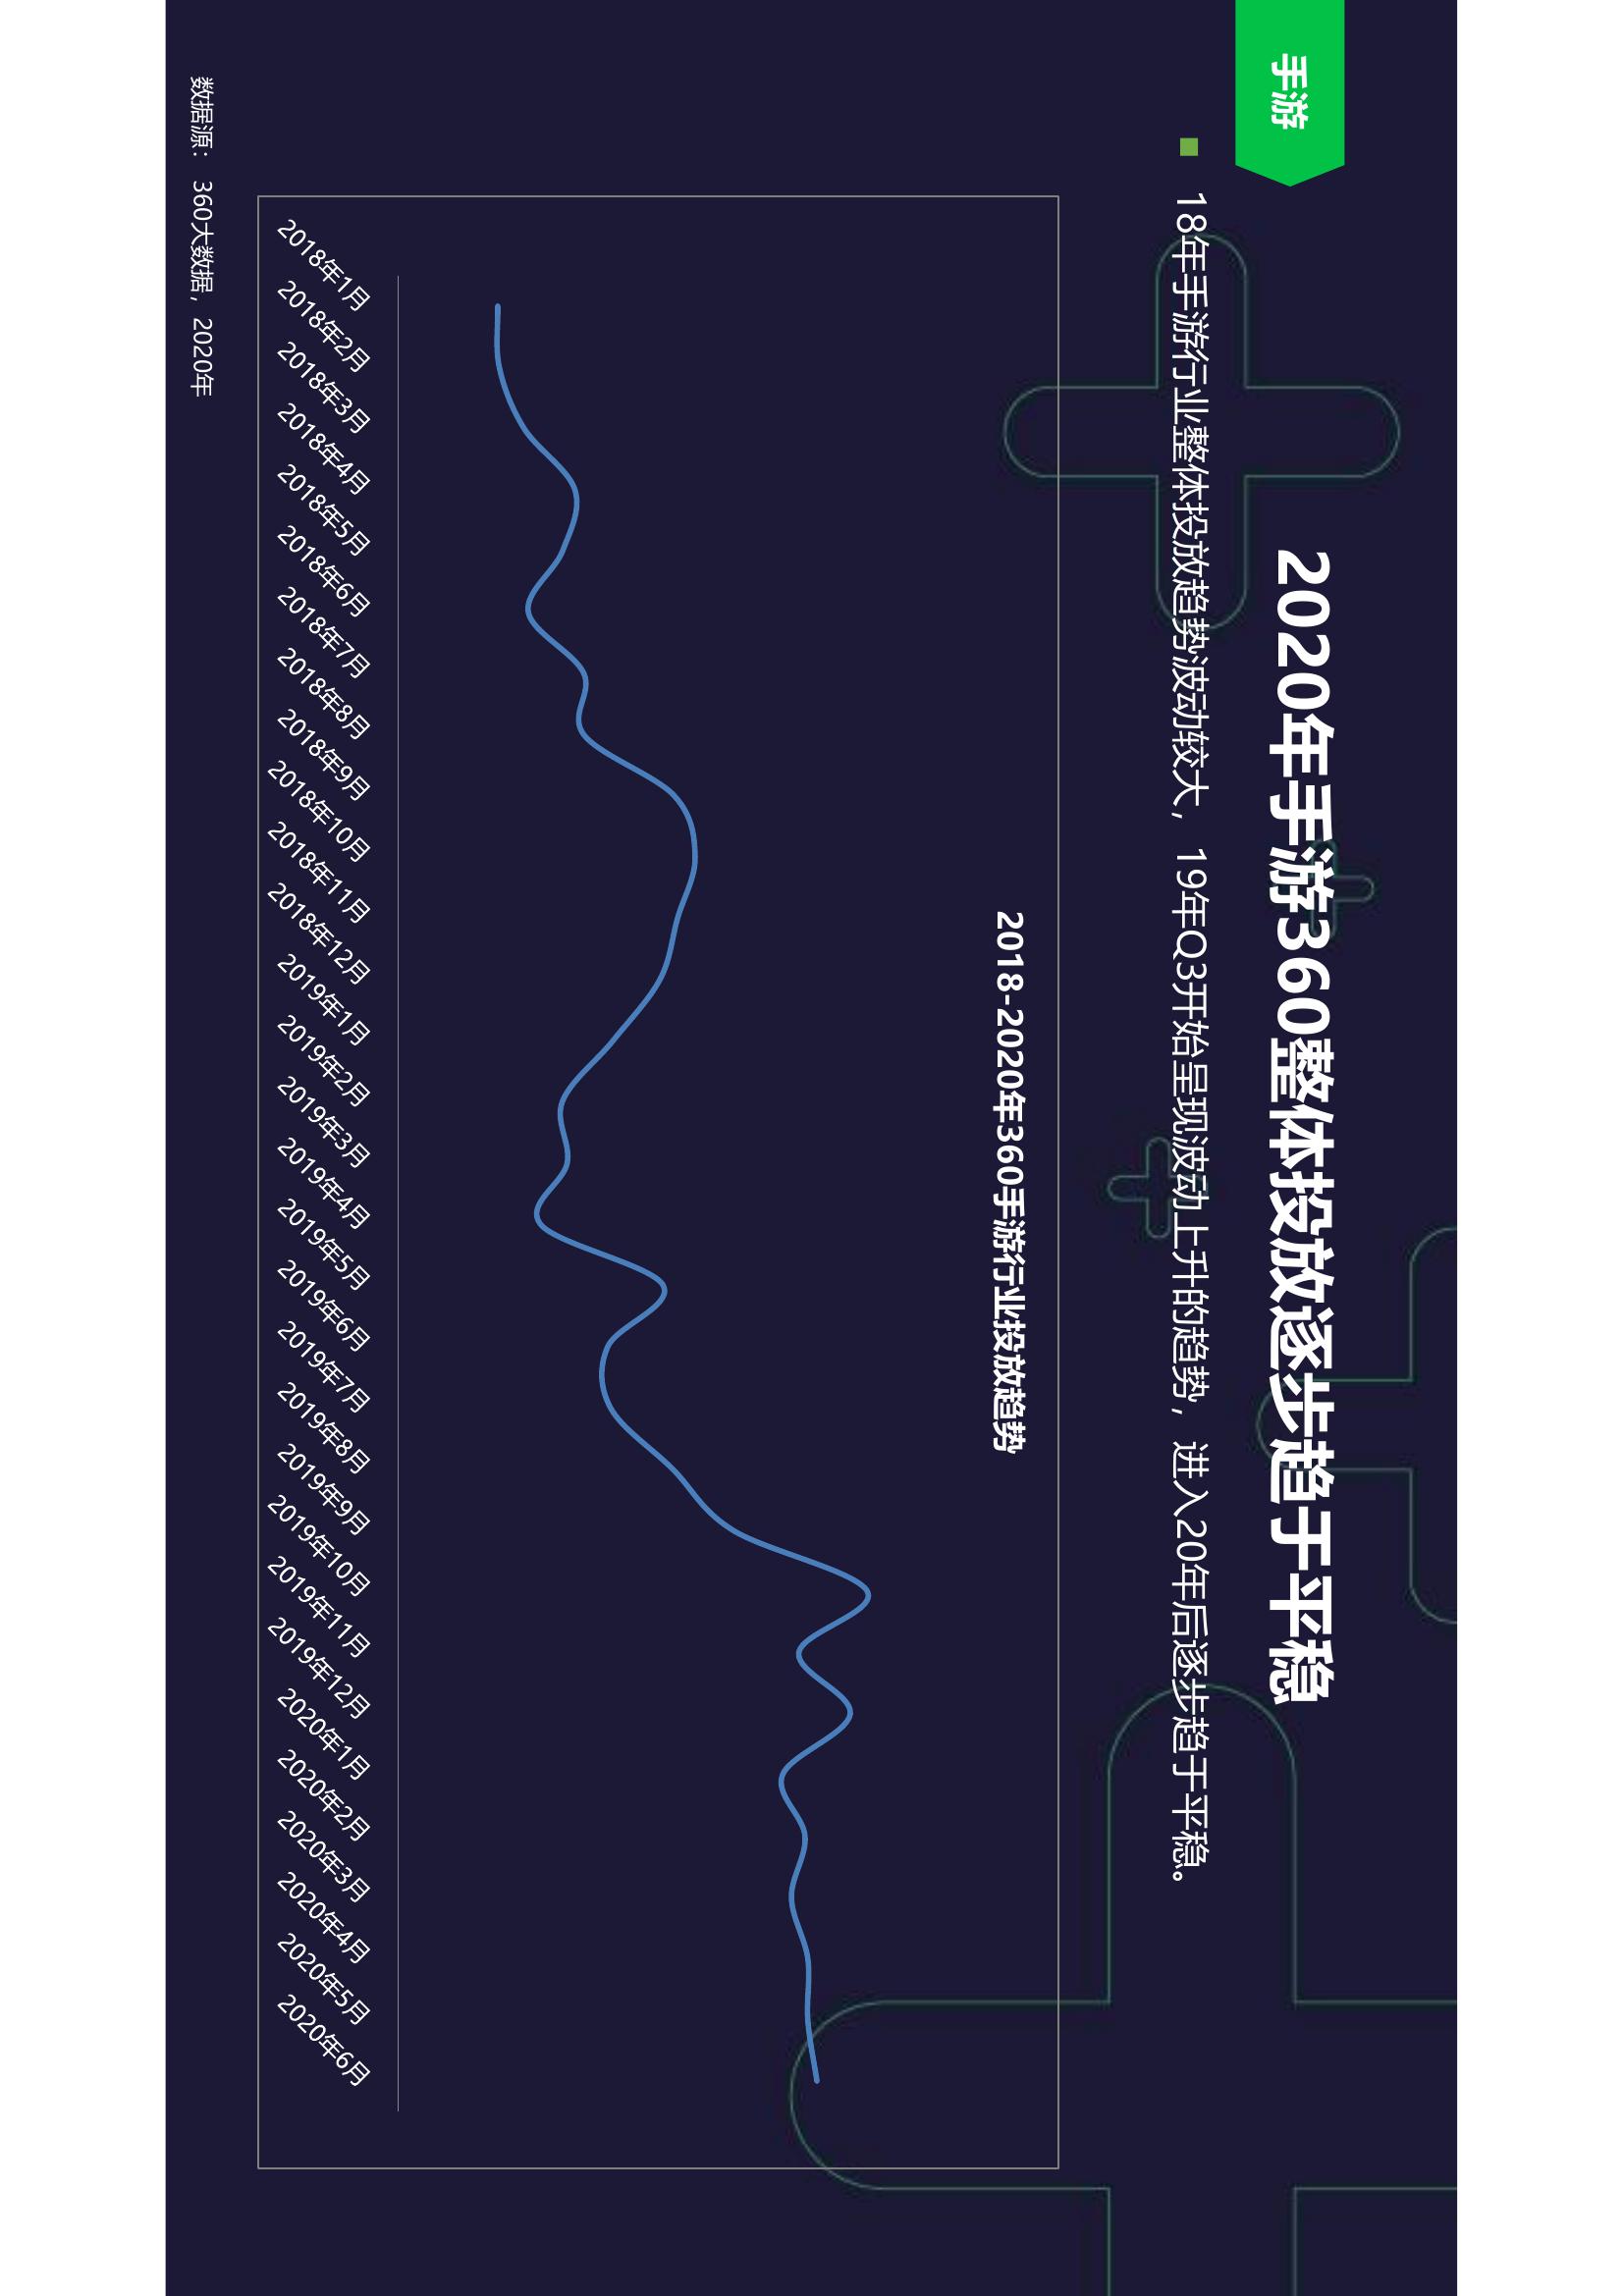 手游
2020年手游360整体投放逐步趋于平稳
18年手游行业整体投放趋势波动较大，19年Q3开始呈现波动上升的趋势，进入20年后逐步趋于平稳。
2018-2020年360手游行业投放趋势
2018年1月
2018年2月
2018年3月
2018年4月
2018年5月
2018年6月
2018年7月
2018年8月
2018年9月
2018年10月
2018年11月
2018年12月
2019年1月
2019年2月
2019年3月
2019年4月
2019年5月
2019年6月
2019年7月
2019年8月
2019年9月
2019年10月
2019年11月
2019年12月
2020年1月
2020年2月
2020年3月
2020年4月
2020年5月
2020年6月
数据源：360大数据，2020年